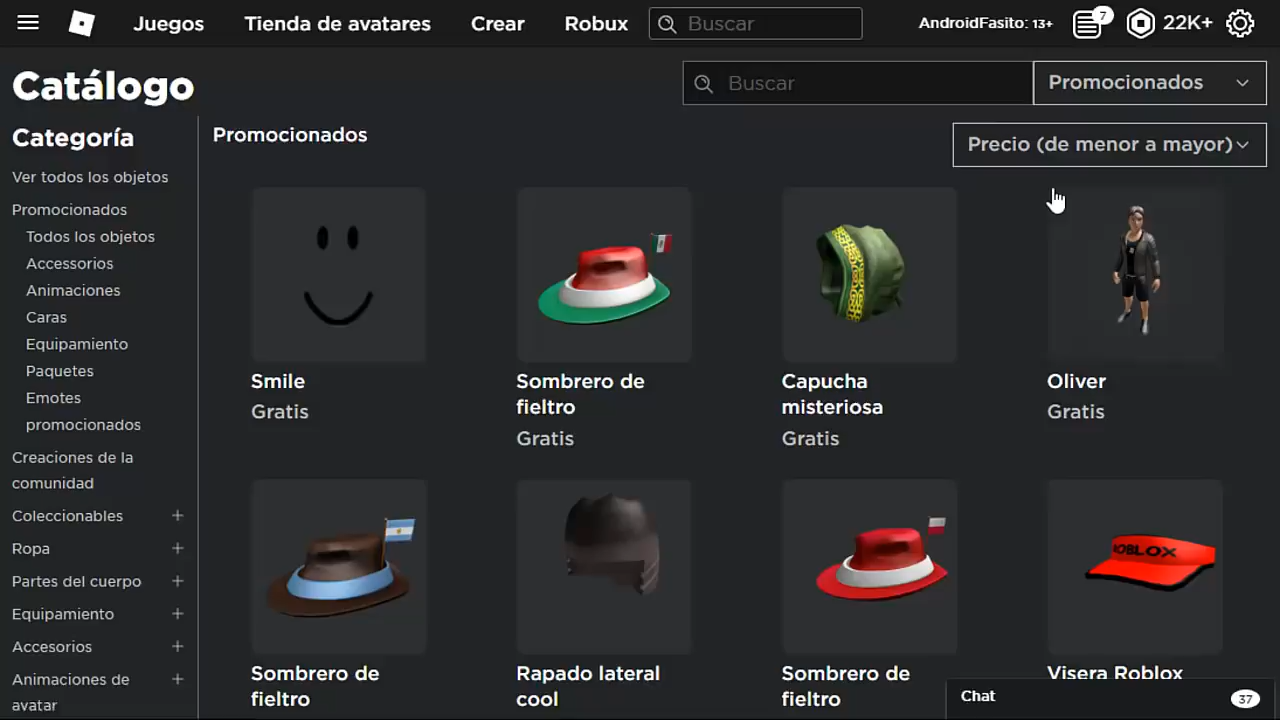 Juegos Tienda de avatares Crear Robux Buscar AndroidFasito: 13+ 7 22K+
Catálogo
Buscar Promocionados
Categoría
Promocionados
Precio (de menor a mayor)
Ver todos los objetos
Promocionados
Todos los objetos
Accessorios
Animaciones
Caras
Equipamiento
Paquetes
Emotes
promocionados
Creaciones de la
comunidad
Coleccionables +
Ropa +
Partes del cuerpo +
Equipamiento +
Accesorios +
Animaciones de +
avatar
Smile
Gratis
Sombrero de
fieltro
Gratis
Capucha
misteriosa
Gratis
Oliver
Gratis
Sombrero de
fieltro
Rapado lateral
cool
Sombrero de
fieltro
ROBLOX
Visera Roblox
Chat 37